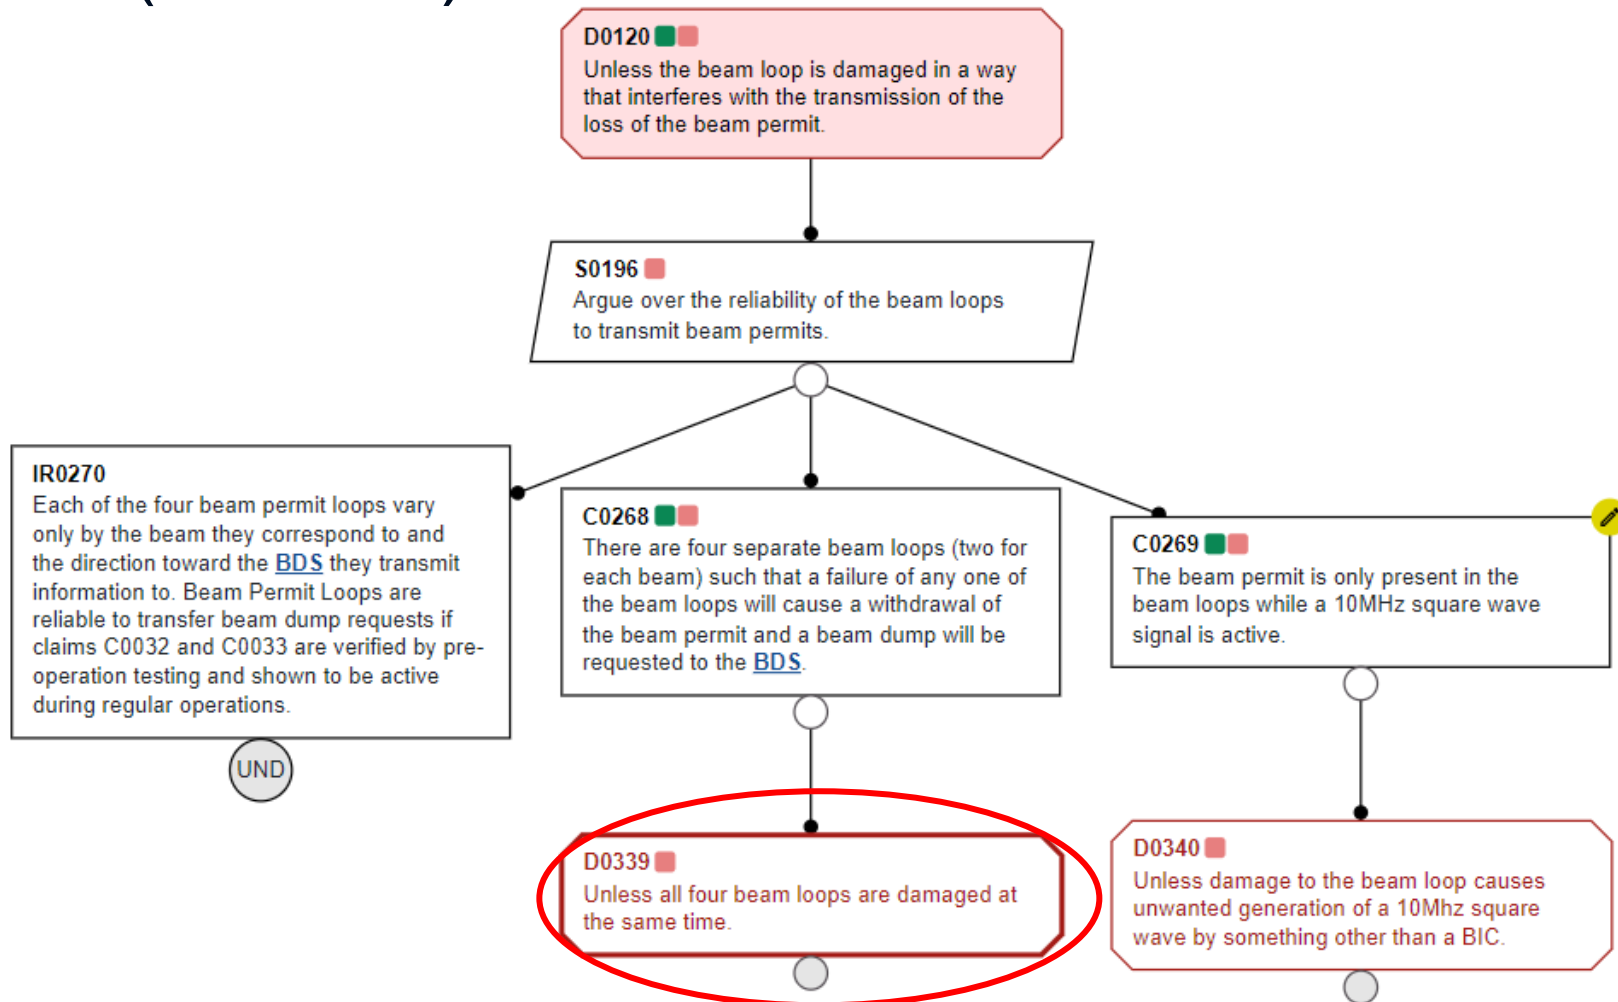 D0120
Unless the beam loop is damaged in a way
that interferes with the transmission of the
loss of the beam permit.
S0196
Argue over the reliability of the beam loops
to transmit beam permits.
IR0270
Each of the four beam permit loops vary
only by the beam they correspond to and
the direction toward the BDS they transmit
information to. Beam Permit Loops are
reliable to transfer beam dump requests if
claims C0032 and C0033 are verified by pre-
operation testing and shown to be active
during regular operations.
UND
C0268
There are four separate beam loops (two for
each beam) such that a failure of any one of
the beam loops will cause a withdrawal of
the beam permit and a beam dump will be
requested to the BDS.
C0269
The beam permit is only present in the
beam loops while a 10MHz square wave
signal is active.
D0339
Unless all four beam loops are damaged at
the same time.
D0340
Unless damage to the beam loop causes
unwanted generation of a 10Mhz square
wave by something other than a BIC.